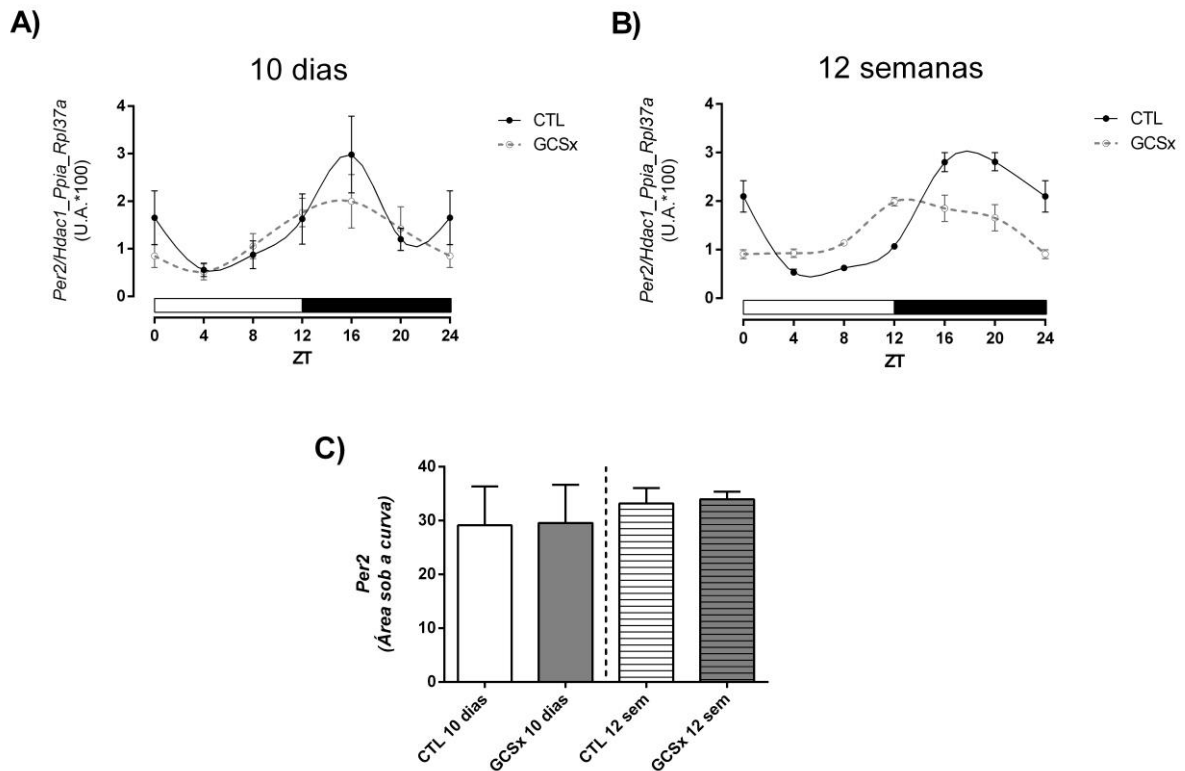 A)
10 dias
Per2/Hdac1_Ppia_Rpl37a
(U.A.*100)
4
3
2
1
0
CTL
GCSx
0 4 8 12 16 20 24
ZT
B)
12 semanas
Per2/Hdac1_Ppia_Rpl37a
(U.A.*100)
4
3
2
1
0
CTL
GCSx
0 4 8 12 16 20 24
ZT
C)
Per2
(Área sob a curva)
40
30
20
10
0
CTL 10 dias
GCSx 10 dias
CTL 12 sem
GCSx 12 sem